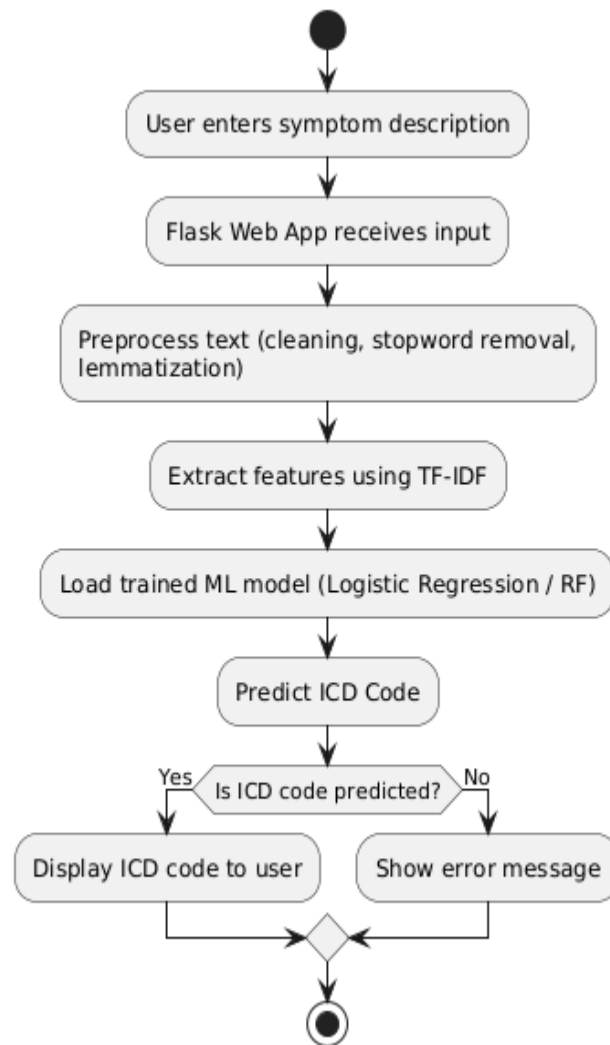 User enters symptom description
Flask Web App receives input
Preprocess text (cleaning, stopword removal,
lemmatization)
Extract features using TF-IDF
Load trained ML model (Logistic Regression / RF)
Predict ICD Code
Is ICD code predicted?
Yes
No
Display ICD code to user
Show error message